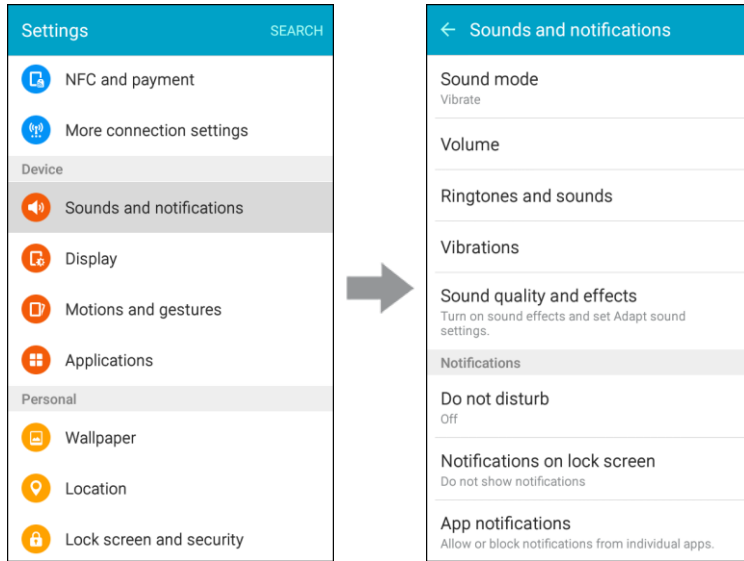 Settings
SEARCH
NFC and payment
More connection settings
Device
Sounds and notifications
Display
Motions and gestures
Applications
Personal
Wallpaper
Location
Lock screen and security
Sounds and notifications
Sound mode
Vibrate
Volume
Ringtones and sounds
Vibrations
Sound quality and effects
Turn on sound effects and set Adapt sound
settings.
Notifications
Do not disturb
Off
Notifications on lock screen
Do not show notifications
App notifications
Allow or block notifications from individual apps.